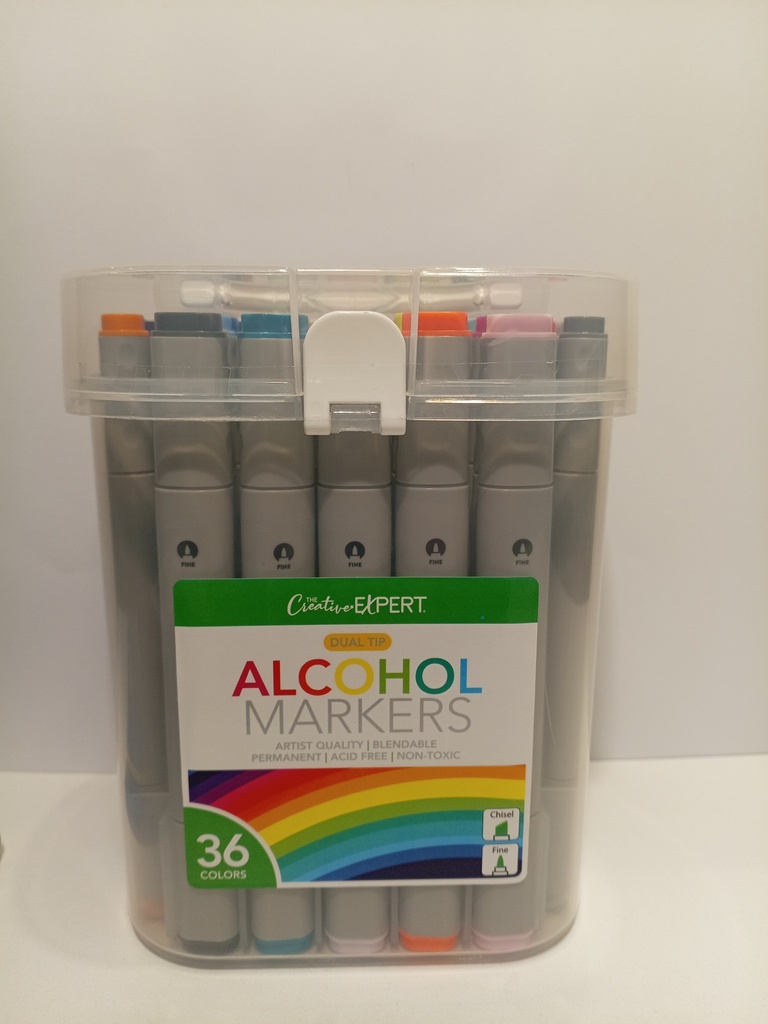 FINE
FINE
FINE
FINE
FINE
THE Creative EXPERT
DUAL TIP
ALCOHOL
MARKERS
ARTIST QUALITY | BLENDABLE
PERMANENT | ACID FREE | NON-TOXIC
Chisel
36
COLORS
Fine